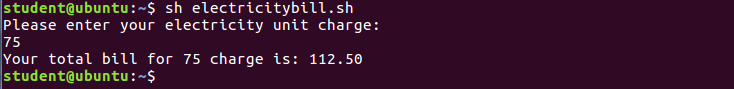 student@ubuntu:~$ sh electricitybill.sh
Please enter your electricity unit charge:
75
Your total bill for 75 charge is: 112.50
student@ubuntu:~$